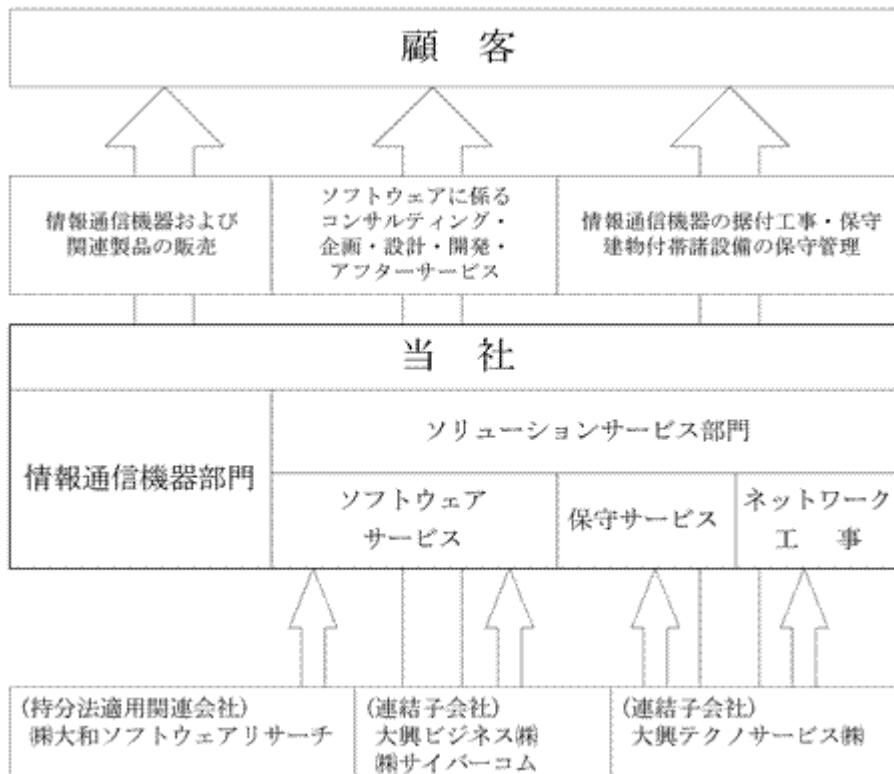 顧 客
情報通信機器および
関連製品の販売
ソフトウェアに係る
コンサルティング・
企画・設計・開発・
アフターサービス
情報通信機器の据付工事・保守
建物付帯諸設備の保守管理
当 社
情報通信機器部門
ソリューションサービス部門
ソフトウェア
サービス
保守サービス
ネットワーク
工 事
(持分法適用関連会社)
㈱大和ソフトウェアリサーチ
(連結子会社)
大興ビジネス㈱
㈱サイバーコム
(連結子会社)
大興テクノサービス㈱